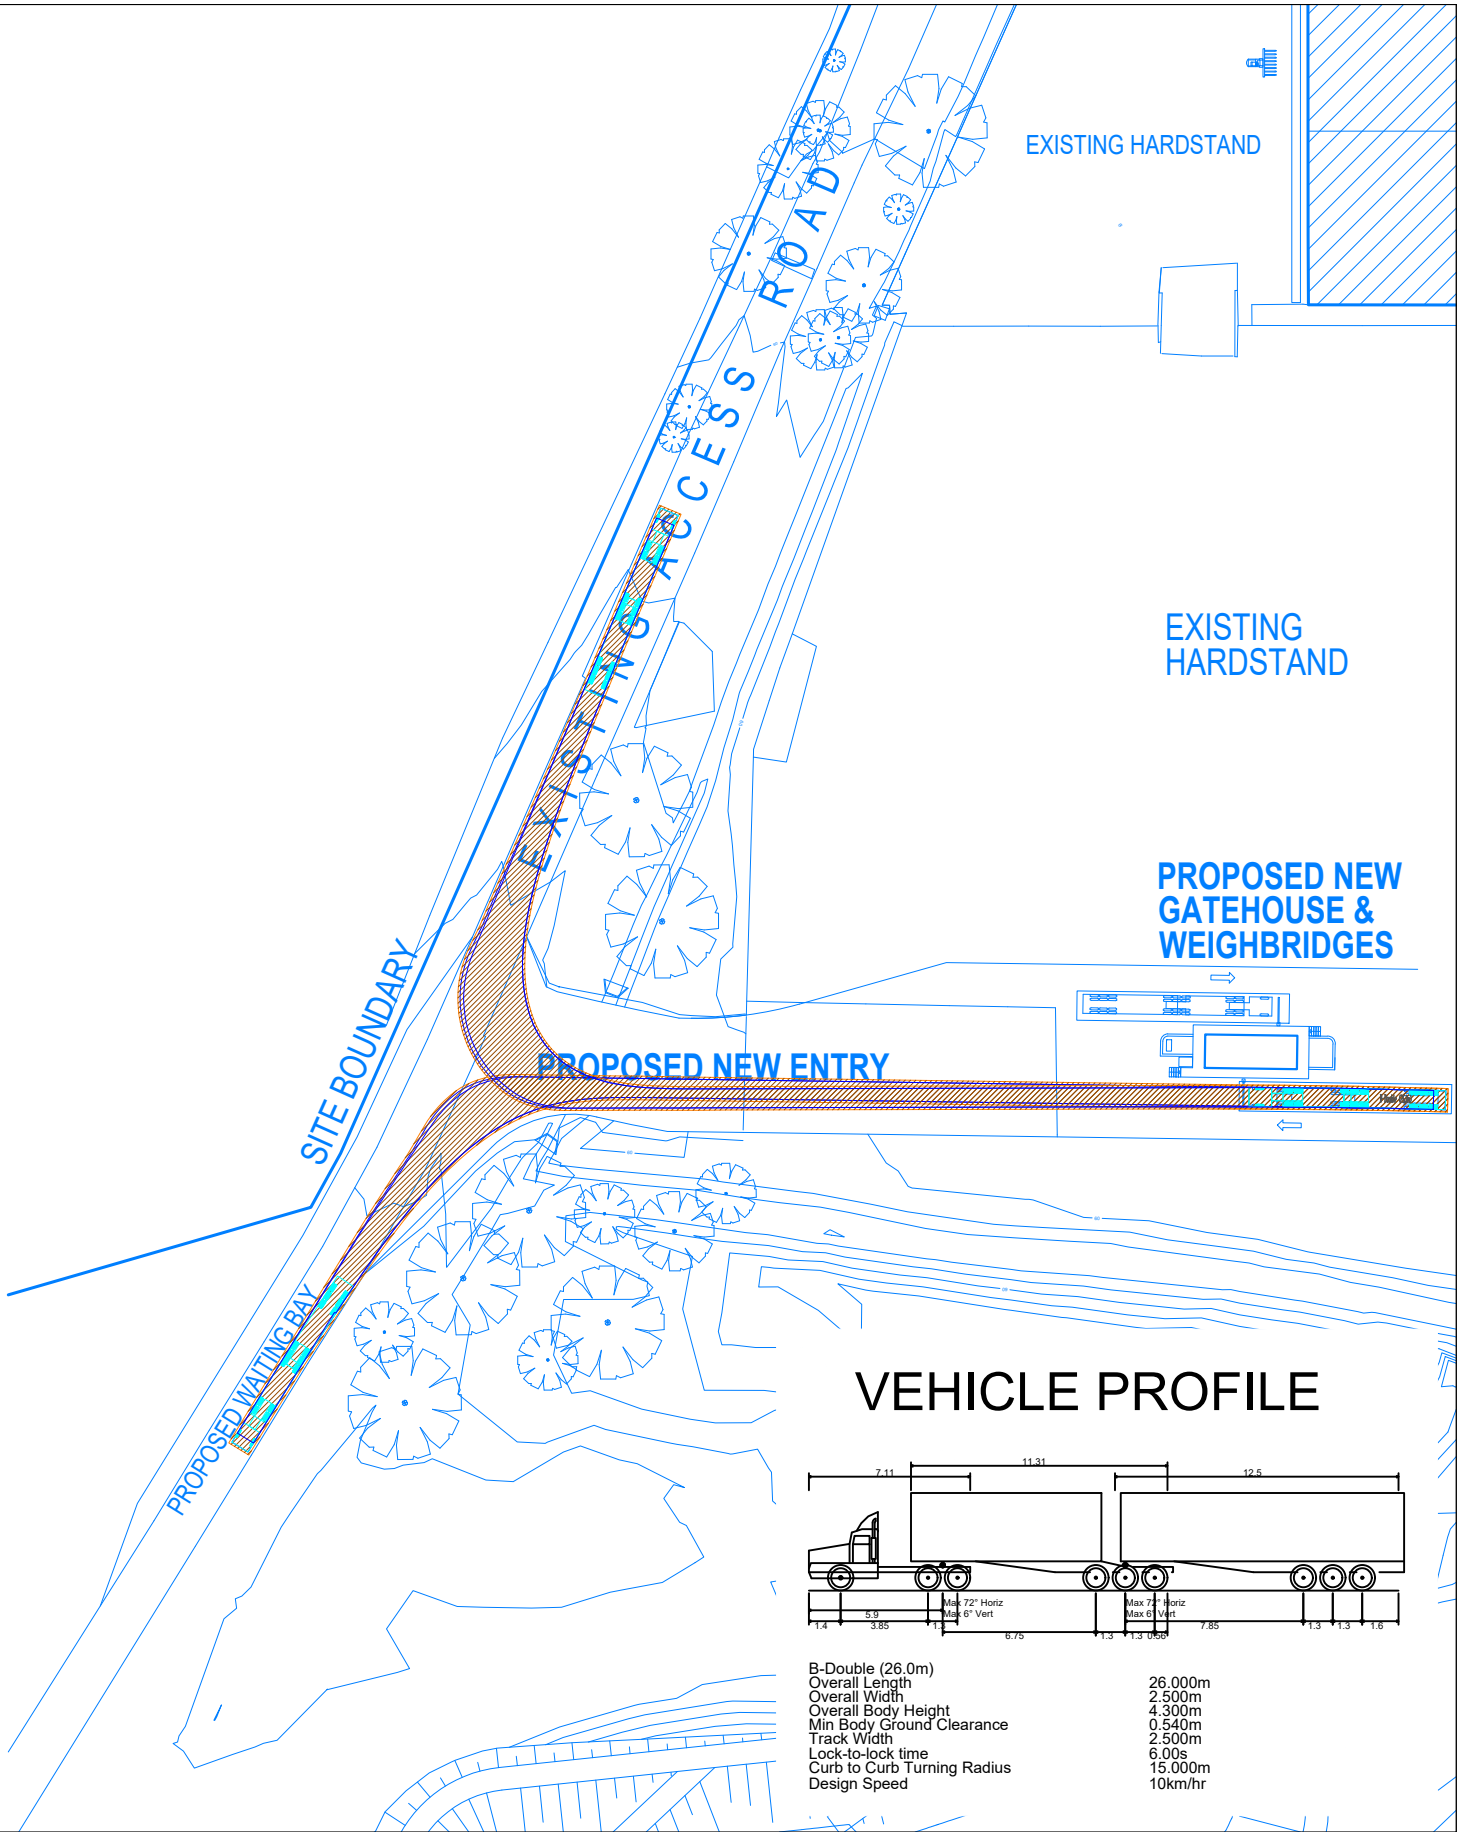 EXISTING HARDSTAND
EXISTING ACCESS ROAD
EXISTING
HARDSTAND
PROPOSED NEW
GATEHOUSE &
WEIGHBRIDGES
SITE BOUNDARY
PROPOSED NEW ENTRY
PROPOSED WAITING BAY
VEHICLE PROFILE
11.31
7.11
12.5
Max 72° Horiz
Max 6° Vert
Max 72° Horiz
Max 6° Vert
5.9
1.4
3.85
1.3
6.75
1.3
1.3
0.56
7.85
1.3
1.3
1.6
B-Double (26.0m)
Overall Length 26.000m
Overall Width 2.500m
Overall Body Height 4.300m
Min Body Ground Clearance 0.540m
Track Width 2.500m
Lock-to-lock time 6.00s
Curb to Curb Turning Radius 15.000m
Design Speed 10km/hr